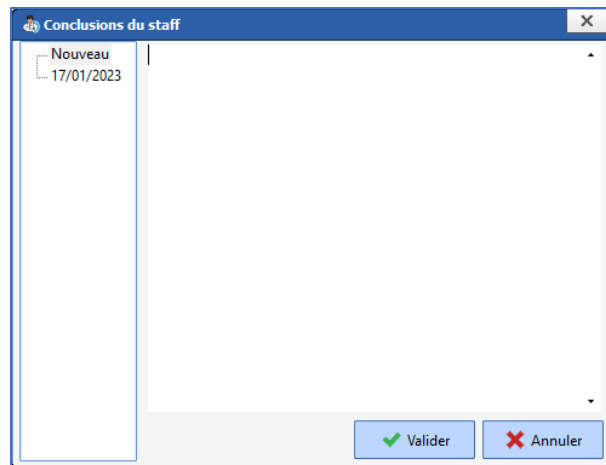 Conclusions du staff
Nouveau
17/01/2023
Valider
Annuler